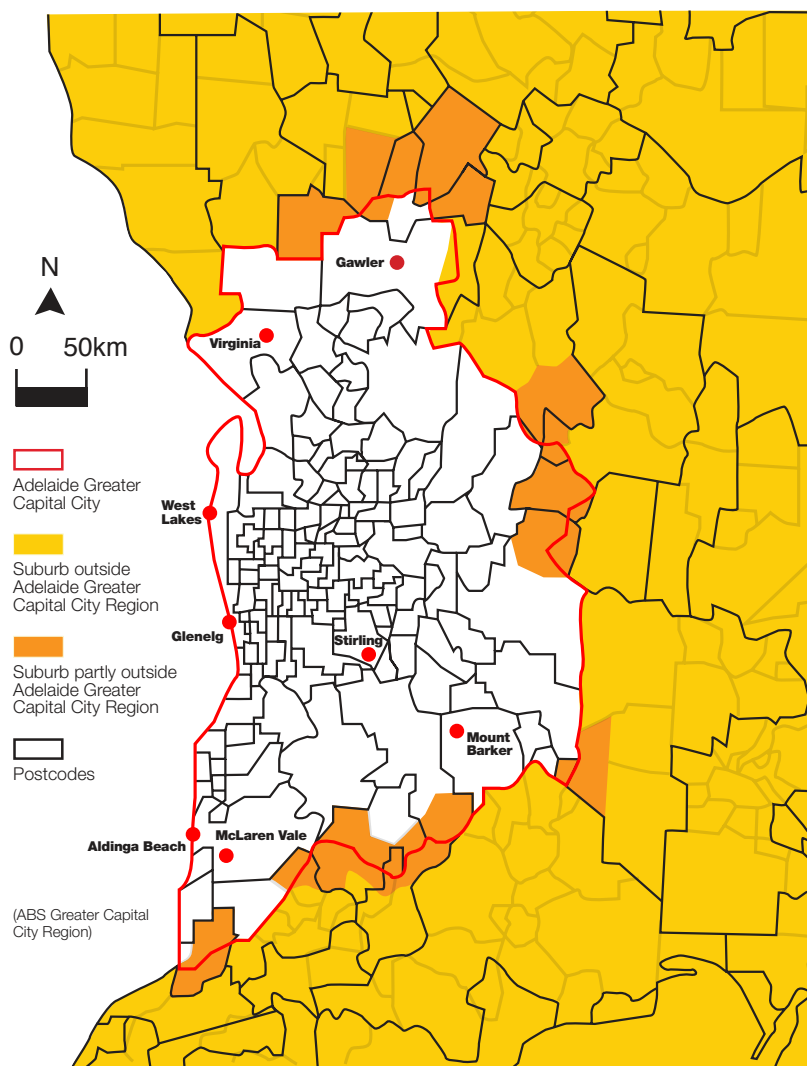 Gawler
N
Virginia
0 50km
Adelaide Greater
Capital City
West
Lakes
Suburb outside
Adelaide Greater
Capital City Region
Glenelg
Stirling
Suburb partly outside
Adelaide Greater
Capital City Region
Mount
Barker
Postcodes
Aldinga Beach
McLaren Vale
(ABS Greater Capital
City Region)